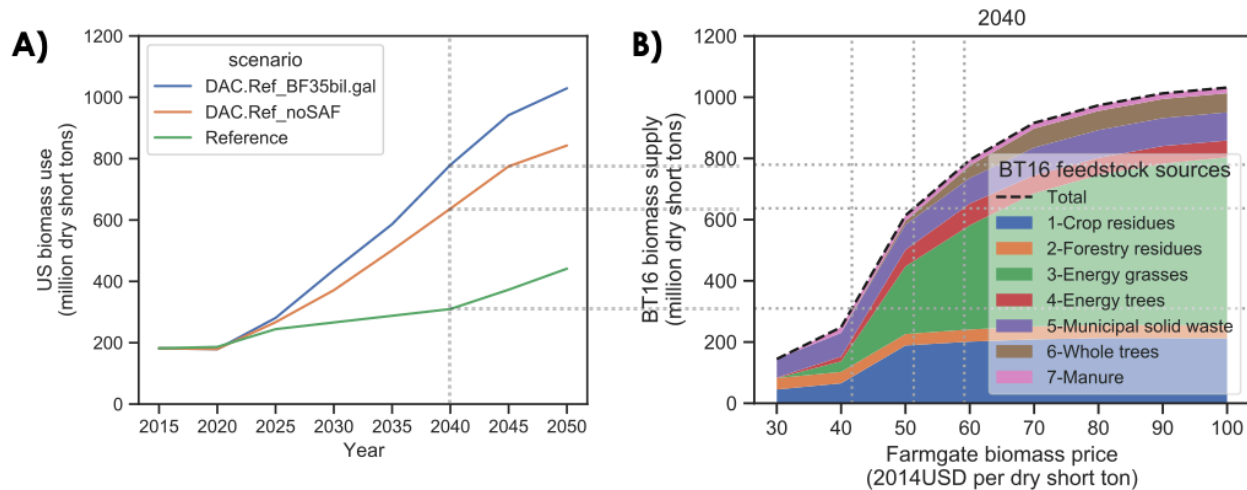 A)
1200
1000
800
600
400
200
0
US biomass use
(million dry short tons)
scenario
DAC.Ref_BF35bil.gal
DAC.Ref_noSAF
Reference
2015 2020 2025 2030 2035 2040 2045 2050
Year
B)
2040
1200
1000
800
600
400
200
0
BT16 biomass supply
(million dry short tons)
BT16 feedstock sources
Total
1-Crop residues
2-Forestry residues
3-Energy grasses
4-Energy trees
5-Municipal solid waste
6-Whole trees
7-Manure
30 40 50 60 70 80 90 100
Farmgate biomass price
(2014USD per dry short ton)